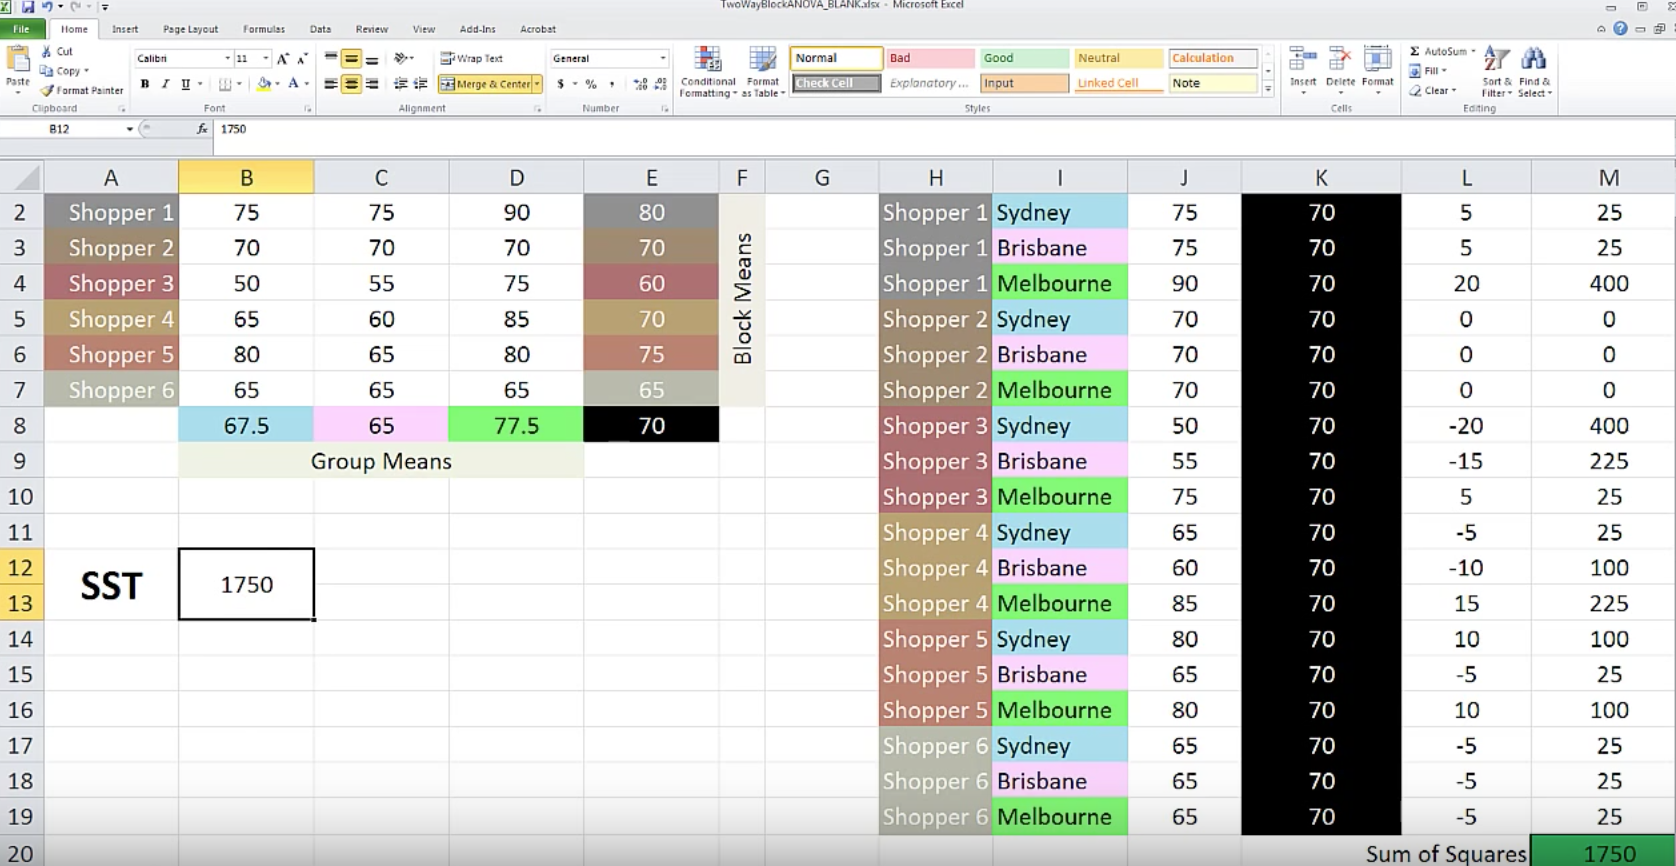 TwoWayBlockANOVA_BLANK.xlsx - Microsoft Excel
File Home Insert Page Layout Formulas Data Review View Add-Ins Acrobat
Paste
Cut
Copy
Format Painter
Clipboard
Calibri 11
B I U
Font
Wrap Text
Merge & Center
Alignment
General
$ % ,
Number
Conditional Formatting
Format as Table
Normal Bad Good Neutral Calculation
Check Cell Explanatory ... Input Linked Cell Note
Styles
Insert Delete Format
Cells
Σ AutoSum
Fill
Clear
Sort & Filter
Find & Select
Editing
B12 fx 1750
A B C D E F G H I J K L M
2 Shopper 1 75 75 90 80 Shopper 1 Sydney 75 70 5 25
3 Shopper 2 70 70 70 70 Shopper 1 Brisbane 75 70 5 25
4 Shopper 3 50 55 75 60 Shopper 1 Melbourne 90 70 20 400
5 Shopper 4 65 60 85 70 Shopper 2 Sydney 70 70 0 0
6 Shopper 5 80 65 80 75 Shopper 2 Brisbane 70 70 0 0
7 Shopper 6 65 65 65 65 Shopper 2 Melbourne 70 70 0 0
Block Means
8 67.5 65 77.5 70 Shopper 3 Sydney 50 70 -20 400
9 Group Means Shopper 3 Brisbane 55 70 -15 225
10 Shopper 3 Melbourne 75 70 5 25
11 Shopper 4 Sydney 65 70 -5 25
12 Shopper 4 Brisbane 60 70 -10 100
SST 1750
13 Shopper 4 Melbourne 85 70 15 225
14 Shopper 5 Sydney 80 70 10 100
15 Shopper 5 Brisbane 65 70 -5 25
16 Shopper 5 Melbourne 80 70 10 100
17 Shopper 6 Sydney 65 70 -5 25
18 Shopper 6 Brisbane 65 70 -5 25
19 Shopper 6 Melbourne 65 70 -5 25
20 Sum of Squares 1750